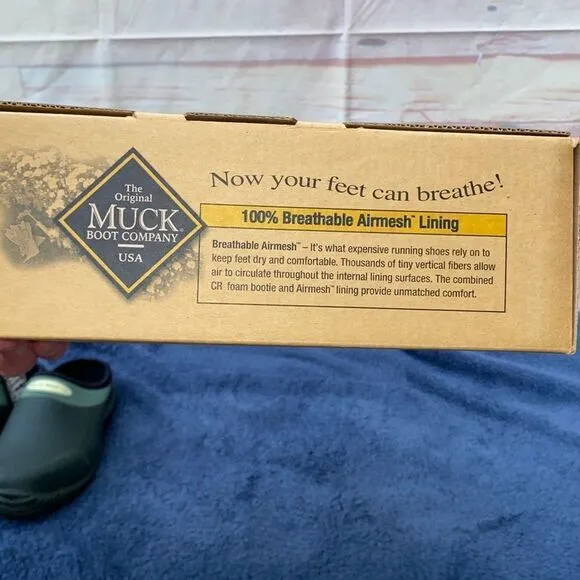 The
Original
MUCK
BOOT COMPANY
USA
Now your feet can breathe!
100% Breathable Airmesh™ Lining
Breathable Airmesh™ – It's what expensive running shoes rely on to
keep feet dry and comfortable. Thousands of tiny vertical fibers allow
air to circulate throughout the internal lining surfaces. The combined
CR foam bootie and Airmesh™ lining provide unmatched comfort.